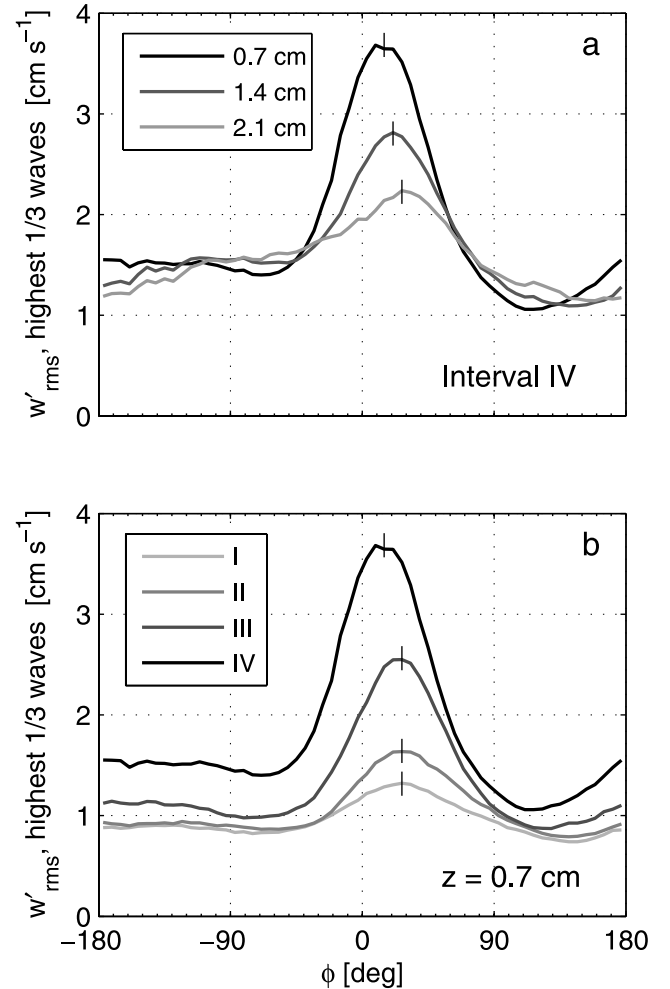 a
w′rms, highest 1/3 waves [cm s⁻¹]
4
3
2
1
0
0.7 cm
1.4 cm
2.1 cm
Interval IV
b
w′rms, highest 1/3 waves [cm s⁻¹]
4
3
2
1
0
I
II
III
IV
z = 0.7 cm
−180 −90 0 90 180
ϕ [deg]